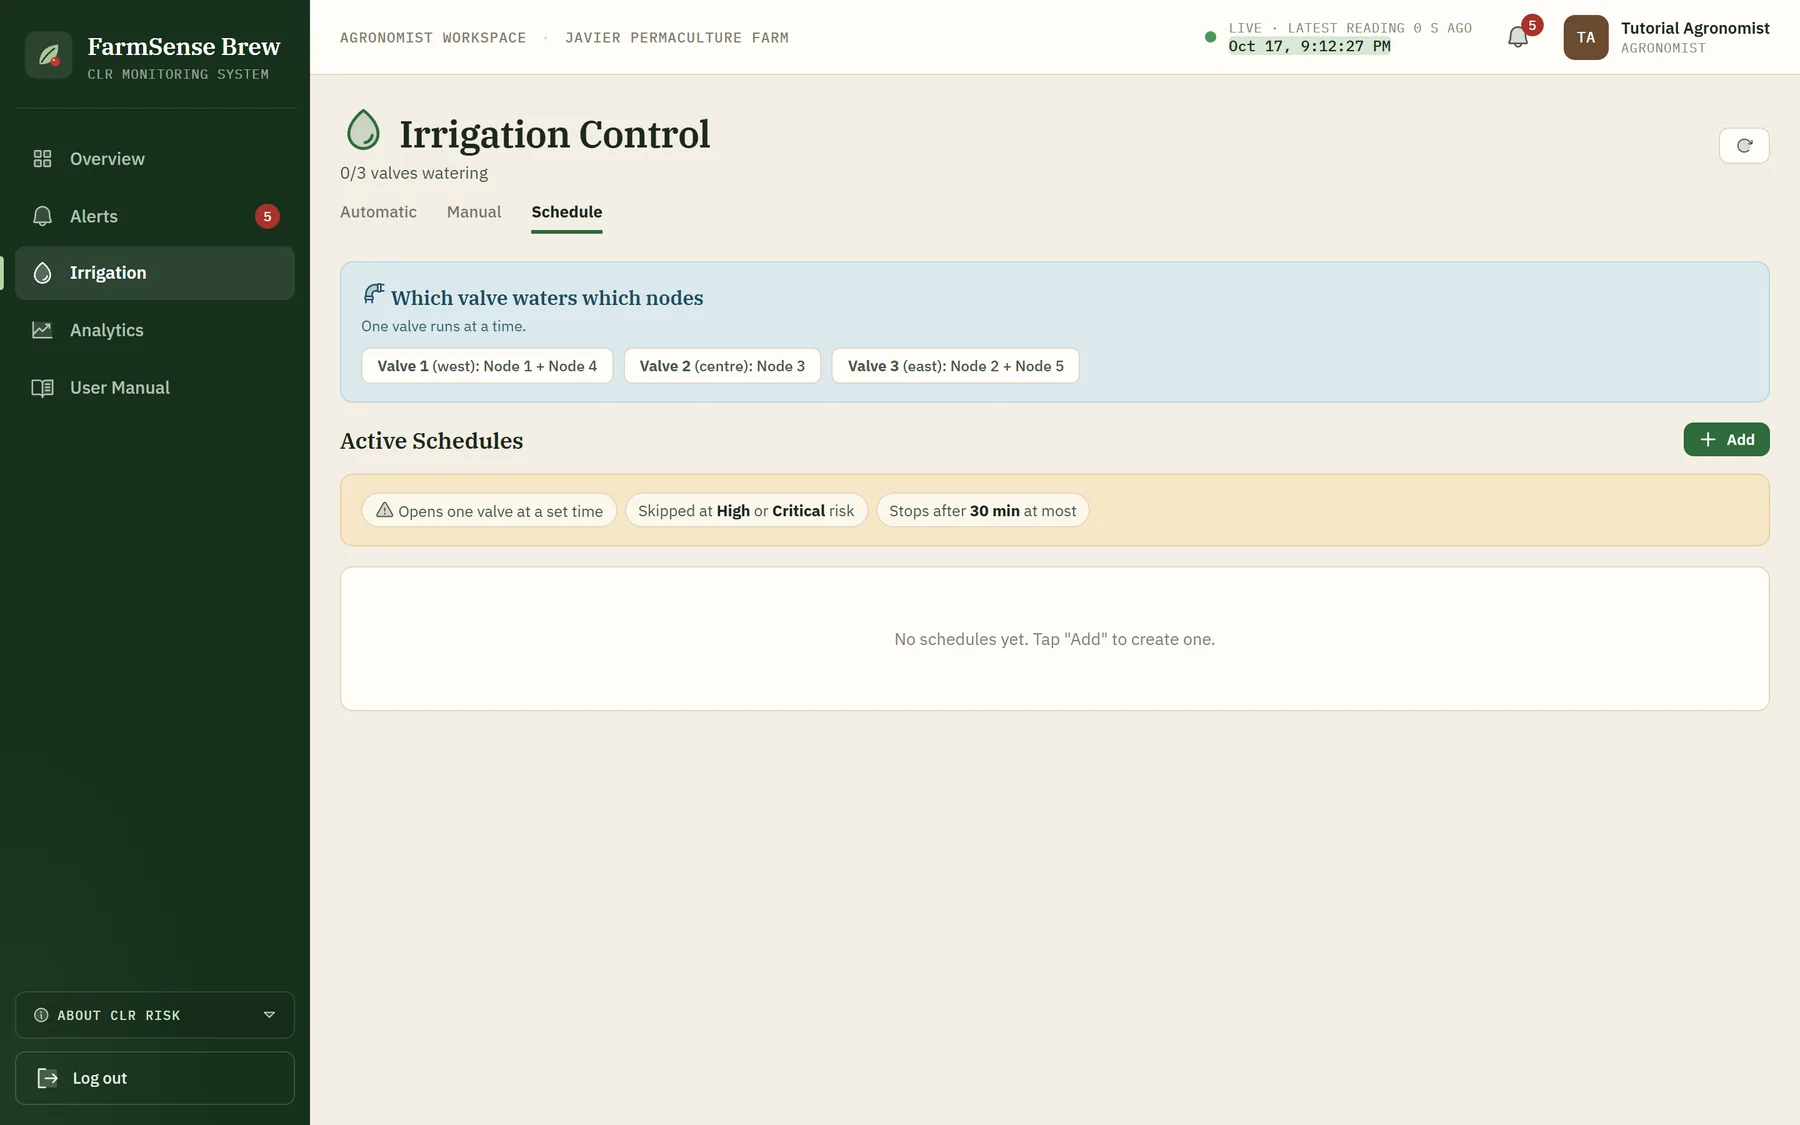 FarmSense Brew
CLR MONITORING SYSTEM
Overview
Alerts 5
Irrigation
Analytics
User Manual
ABOUT CLR RISK
Log out
AGRONOMIST WORKSPACE · JAVIER PERMACULTURE FARM
LIVE · LATEST READING 0 S AGO
Oct 17, 9:12:27 PM
5
TA
Tutorial Agronomist
AGRONOMIST
Irrigation Control
0/3 valves watering
Automatic Manual Schedule
Which valve waters which nodes
One valve runs at a time.
Valve 1 (west): Node 1 + Node 4 Valve 2 (centre): Node 3 Valve 3 (east): Node 2 + Node 5
Active Schedules
+ Add
Opens one valve at a set time Skipped at High or Critical risk Stops after 30 min at most
No schedules yet. Tap "Add" to create one.